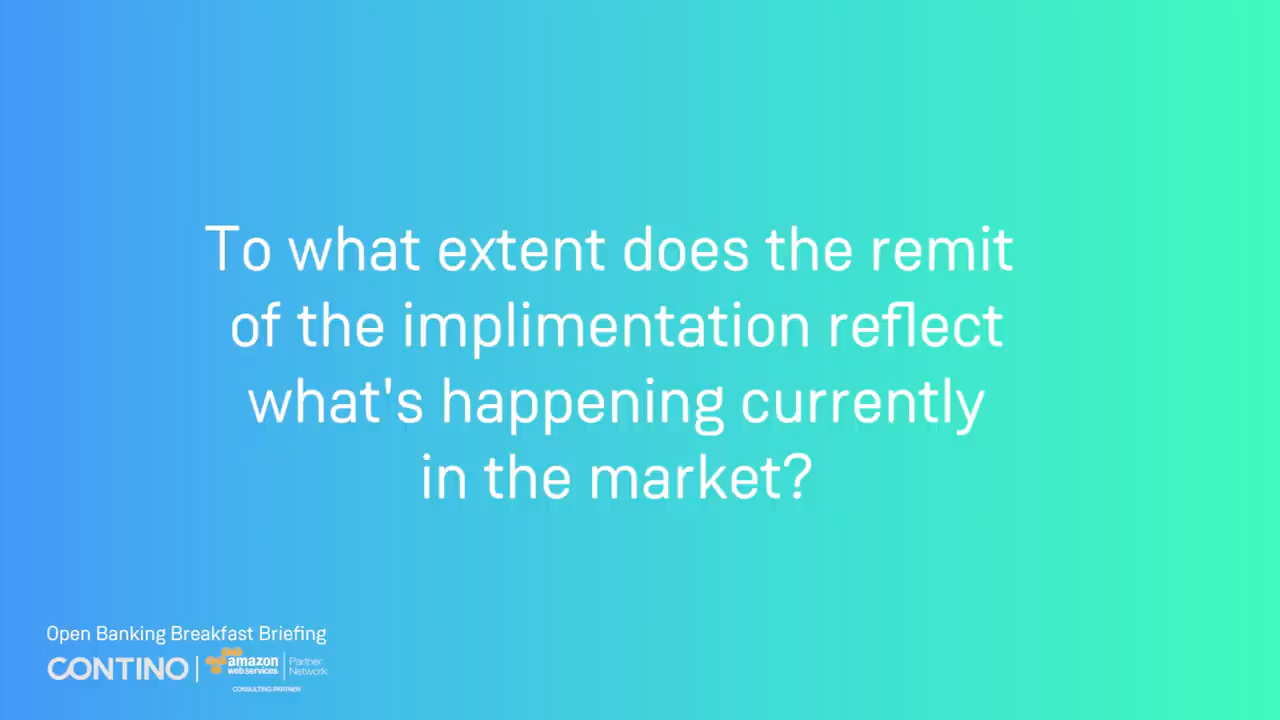 To what extent does the remit
of the implimentation reflect
what's happening currently
in the market?
Open Banking Breakfast Briefing
CONTINO
amazon
web services
Partner
Network
CONSULTING PARTNER